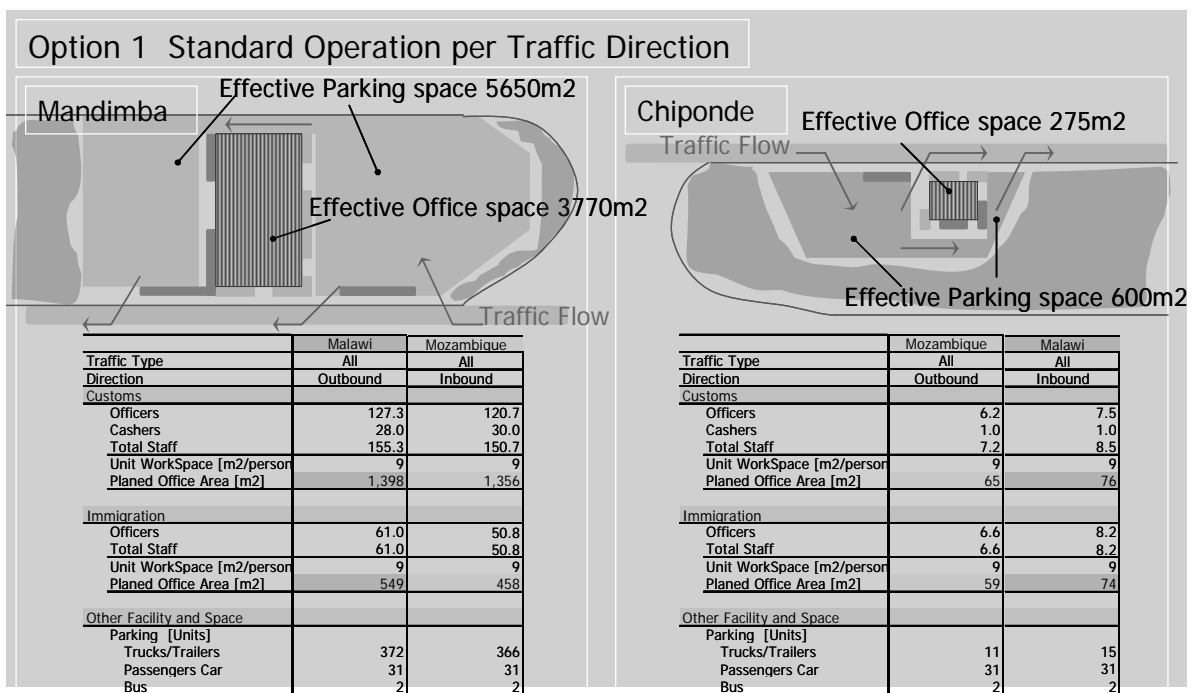 Option 1 Standard Operation per Traffic Direction
Mandimba
Effective Parking space 5650m2
Effective Office space 3770m2
Traffic Flow
Malawi Mozambique
Traffic Type All All
Direction Outbound Inbound
Customs
Officers 127.3 120.7
Cashers 28.0 30.0
Total Staff 155.3 150.7
Unit WorkSpace [m2/person 9 9
Planed Office Area [m2] 1,398 1,356
Immigration
Officers 61.0 50.8
Total Staff 61.0 50.8
Unit WorkSpace [m2/person 9 9
Planed Office Area [m2] 549 458
Other Facility and Space
Parking [Units]
Trucks/Trailers 372 366
Passengers Car 31 31
Bus 2 2
Chiponde
Effective Office space 275m2
Traffic Flow
Effective Parking space 600m2
Mozambique Malawi
Traffic Type All All
Direction Outbound Inbound
Customs
Officers 6.2 7.5
Cashers 1.0 1.0
Total Staff 7.2 8.5
Unit WorkSpace [m2/person 9 9
Planed Office Area [m2] 65 76
Immigration
Officers 6.6 8.2
Total Staff 6.6 8.2
Unit WorkSpace [m2/person 9 9
Planed Office Area [m2] 59 74
Other Facility and Space
Parking [Units]
Trucks/Trailers 11 15
Passengers Car 31 31
Bus 2 2